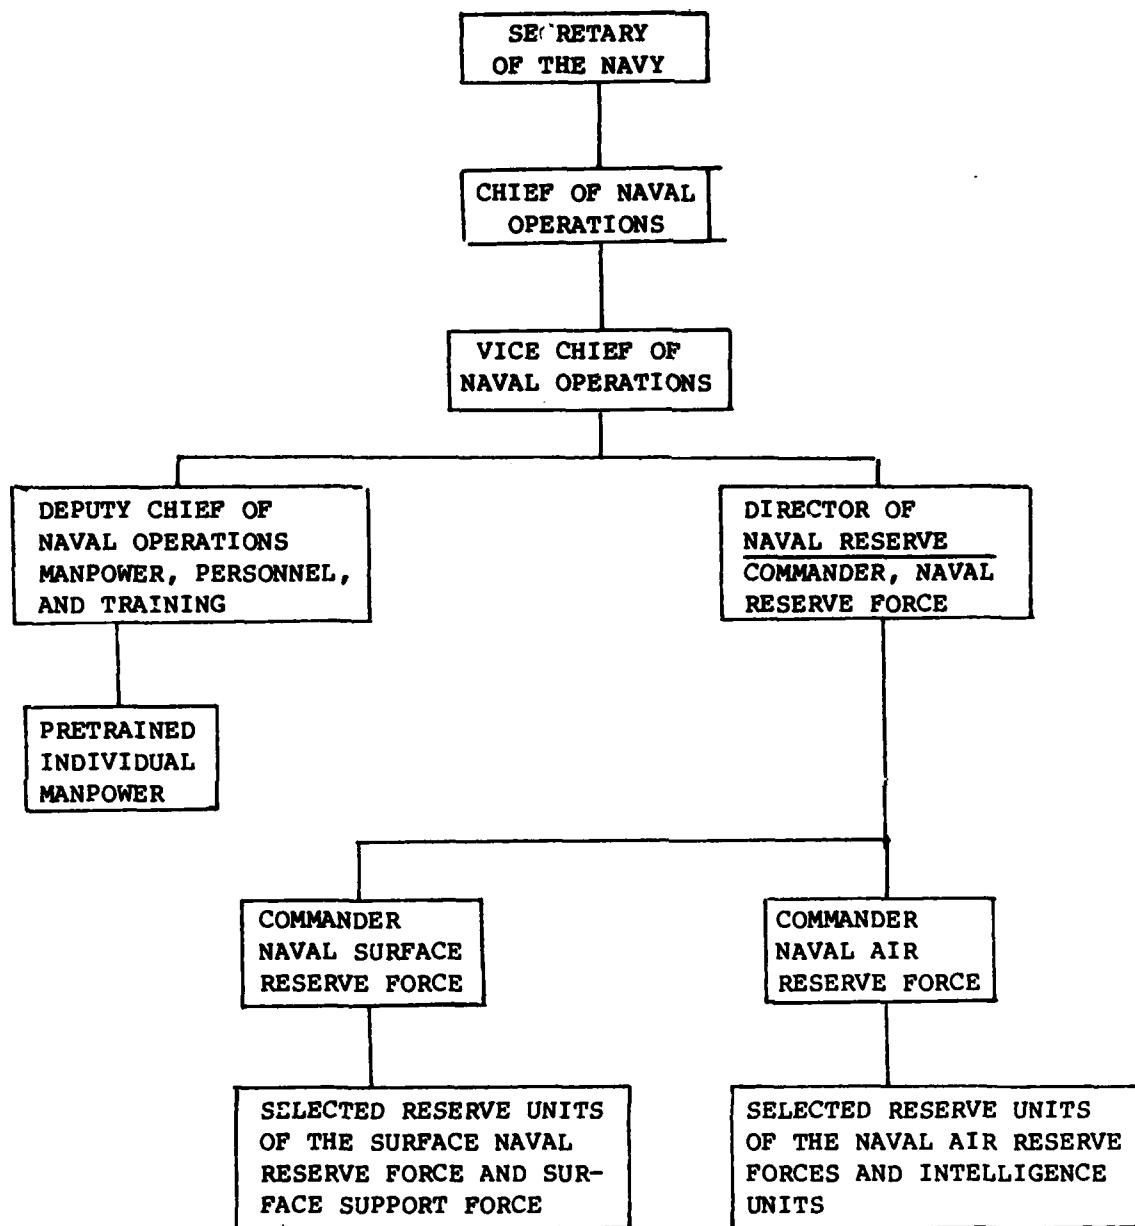 SECRETARY
OF THE NAVY
CHIEF OF NAVAL
OPERATIONS
VICE CHIEF OF
NAVAL OPERATIONS
DEPUTY CHIEF OF
NAVAL OPERATIONS
MANPOWER, PERSONNEL,
AND TRAINING
DIRECTOR OF
NAVAL RESERVE
COMMANDER, NAVAL
RESERVE FORCE
PRETRAINED
INDIVIDUAL
MANPOWER
COMMANDER
NAVAL SURFACE
RESERVE FORCE
COMMANDER
NAVAL AIR
RESERVE FORCE
SELECTED RESERVE UNITS
OF THE SURFACE NAVAL
RESERVE FORCE AND SUR-
FACE SUPPORT FORCE
SELECTED RESERVE UNITS
OF THE NAVAL AIR RESERVE
FORCES AND INTELLIGENCE
UNITS